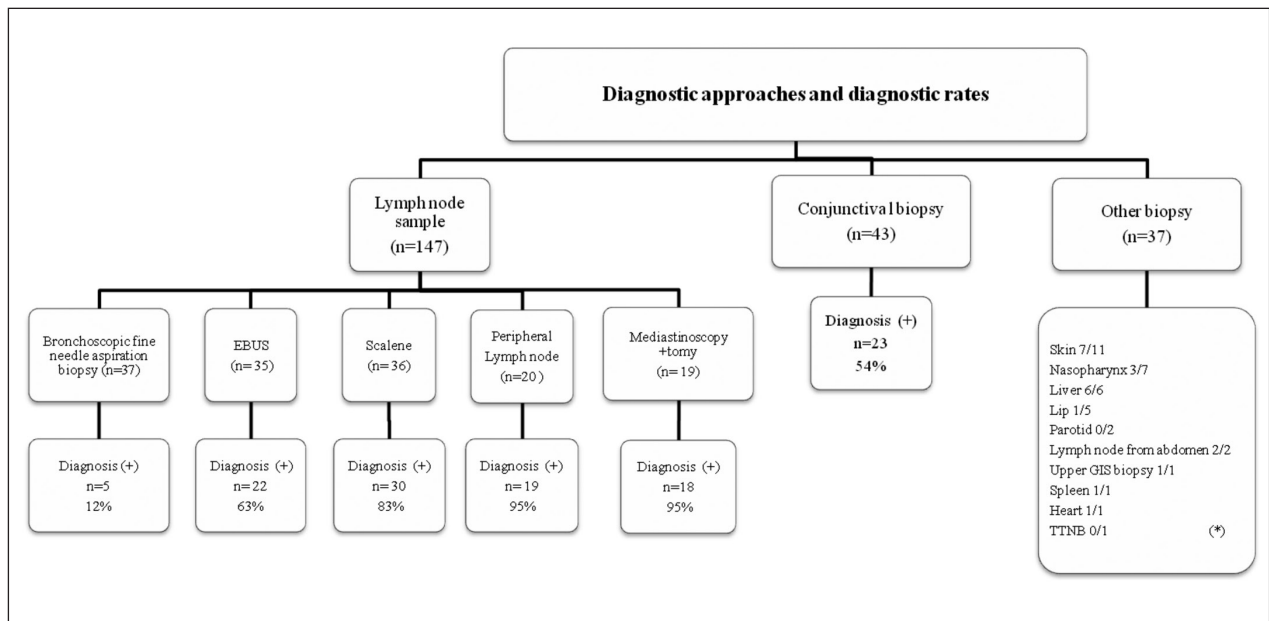 Diagnostic approaches and diagnostic rates
Lymph node
sample
(n=147)
Conjunctival biopsy
(n=43)
Other biopsy
(n=37)
Bronchoscopic fine
needle aspiration
biopsy (n=37)
EBUS
(n=35)
Scalene
(n=36)
Peripheral
Lymph node
(n=20)
Mediastinoscopy
+tomy
(n=19)
Diagnosis (+)
n=5
12%
Diagnosis (+)
n=22
63%
Diagnosis (+)
n=30
83%
Diagnosis (+)
n=19
95%
Diagnosis (+)
n=18
95%
Diagnosis (+)
n=23
54%
Skin 7/11
Nasopharynx 3/7
Liver 6/6
Lip 1/5
Parotid 0/2
Lymph node from abdomen 2/2
Upper GIS biopsy 1/1
Spleen 1/1
Heart 1/1
TTNB 0/1 (*)